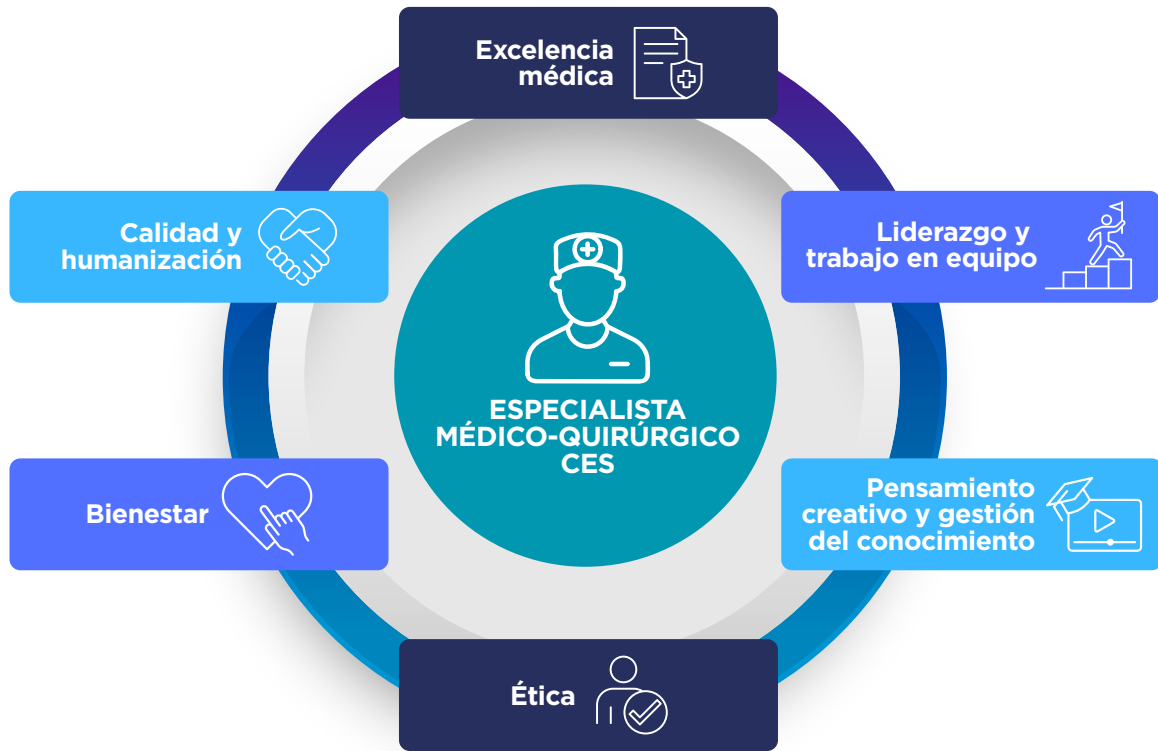 Excelencia
médica
Calidad y
humanización
Liderazgo y
trabajo en equipo
ESPECIALISTA
MÉDICO-QUIRÚRGICO
CES
Bienestar
Pensamiento
creativo y gestión
del conocimiento
Ética